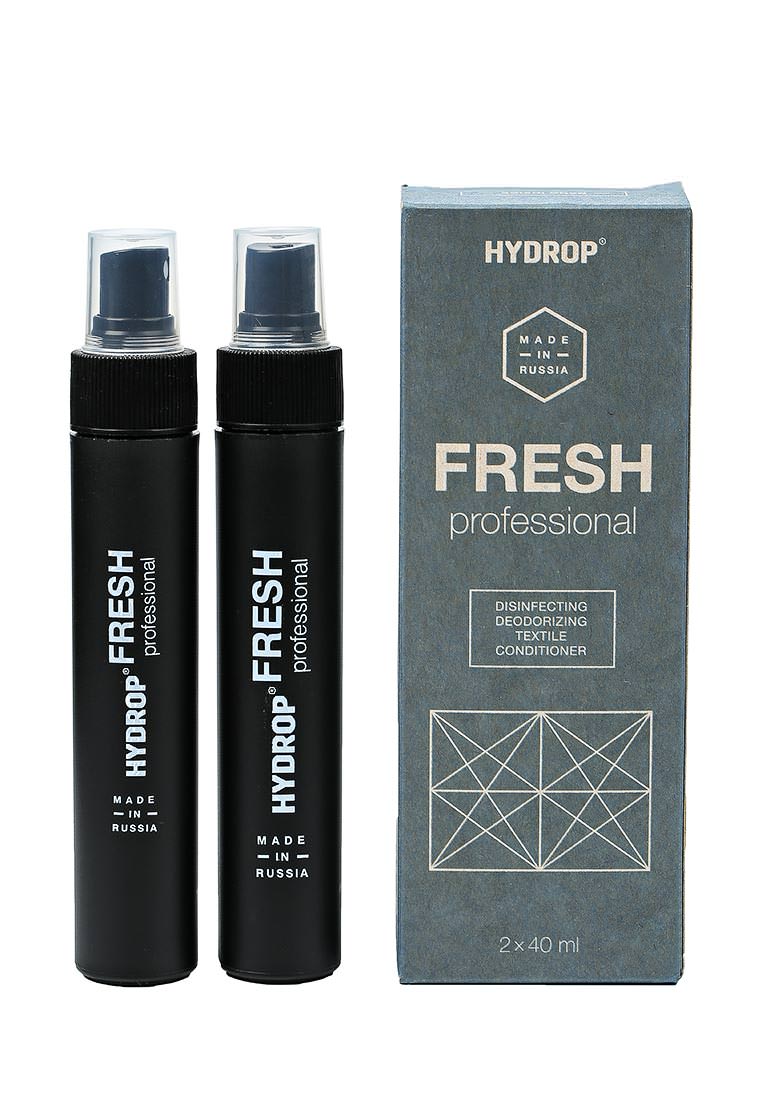 HYDROP® FRESH
professional
MADE
IN
RUSSIA
HYDROP® FRESH
professional
MADE
IN
RUSSIA
HYDROP®
MADE
IN
RUSSIA
FRESH
professional
DISINFECTING
DEODORIZING
TEXTILE
CONDITIONER
2 × 40 ml